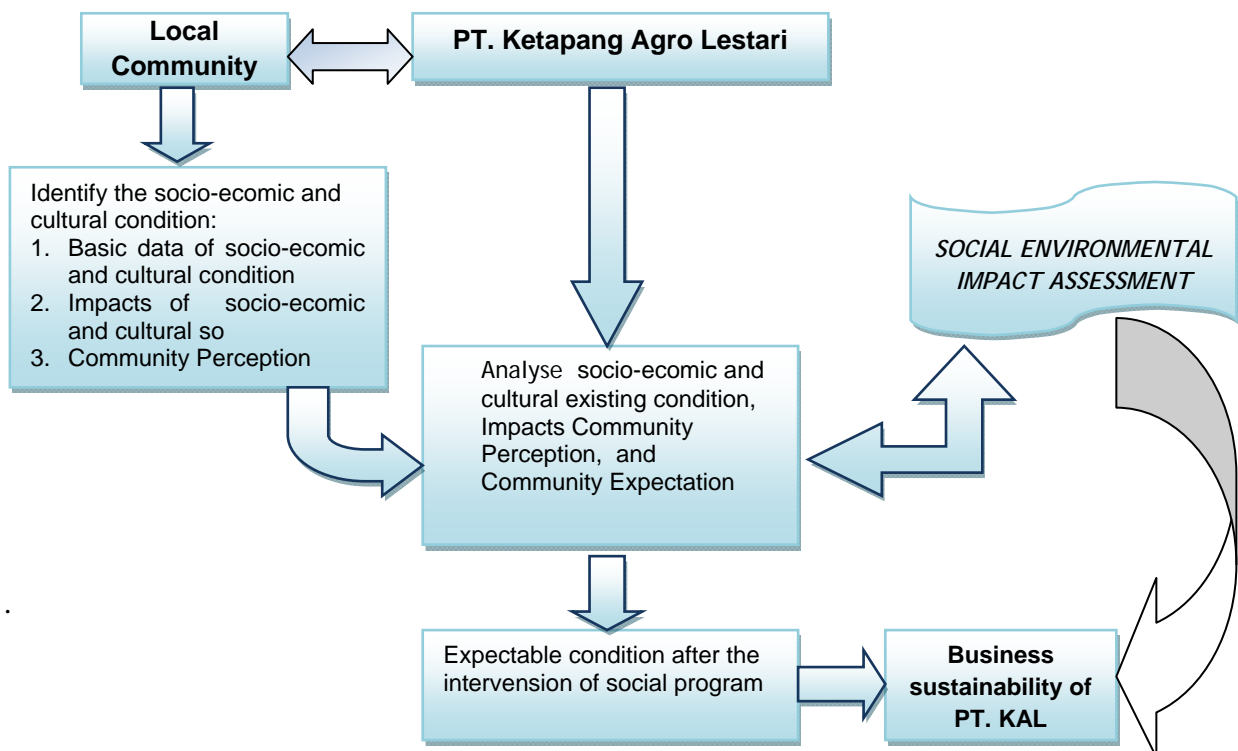 Local
Community
PT. Ketapang Agro Lestari
Identify the socio-ecomic and
cultural condition:
1. Basic data of socio-ecomic
and cultural condition
2. Impacts of socio-ecomic
and cultural so
3. Community Perception
SOCIAL ENVIRONMENTAL
IMPACT ASSESSMENT
Analyse socio-ecomic and
cultural existing condition,
Impacts Community
Perception, and
Community Expectation
.
Expectable condition after the
intervension of social program
Business
sustainability of
PT. KAL